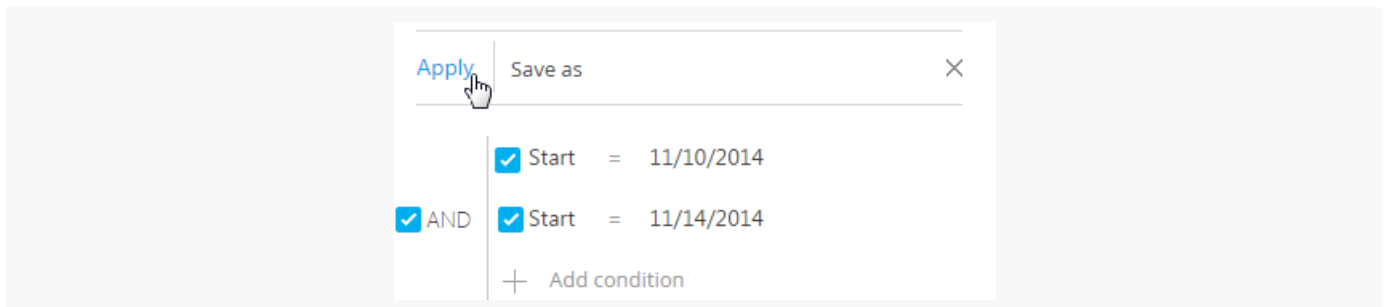 Apply Save as
Start = 11/10/2014
AND Start = 11/14/2014
Add condition